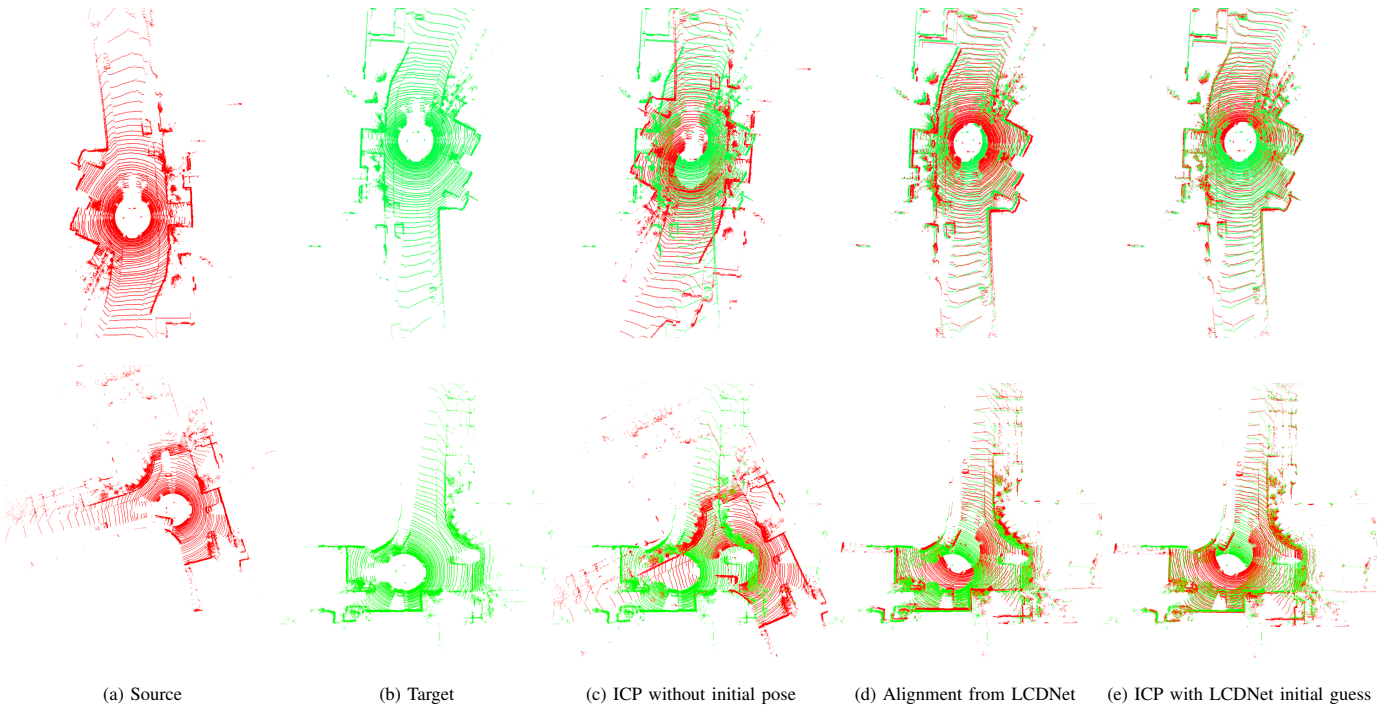 (a) Source
(b) Target
(c) ICP without initial pose
(d) Alignment from LCDNet
(e) ICP with LCDNet initial guess